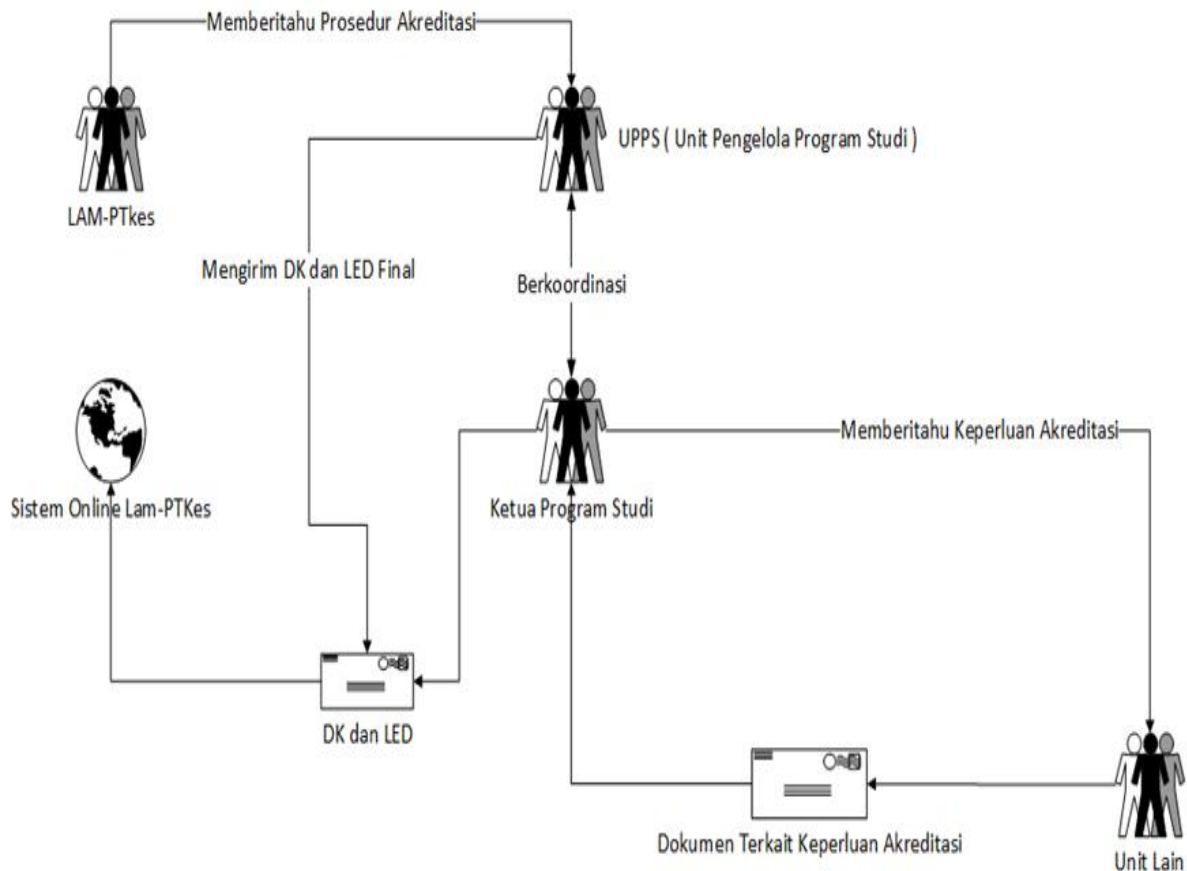 Memberitahu Prosedur Akreditasi
UPPS ( Unit Pengelola Program Studi )
LAM-PTkes
Mengirim DK dan LED Final
Berkoordinasi
Memberitahu Keperluan Akreditasi
Sistem Online Lam-PTKes
Ketua Program Studi
DK dan LED
Dokumen Terkait Keperluan Akreditasi
Unit Lain